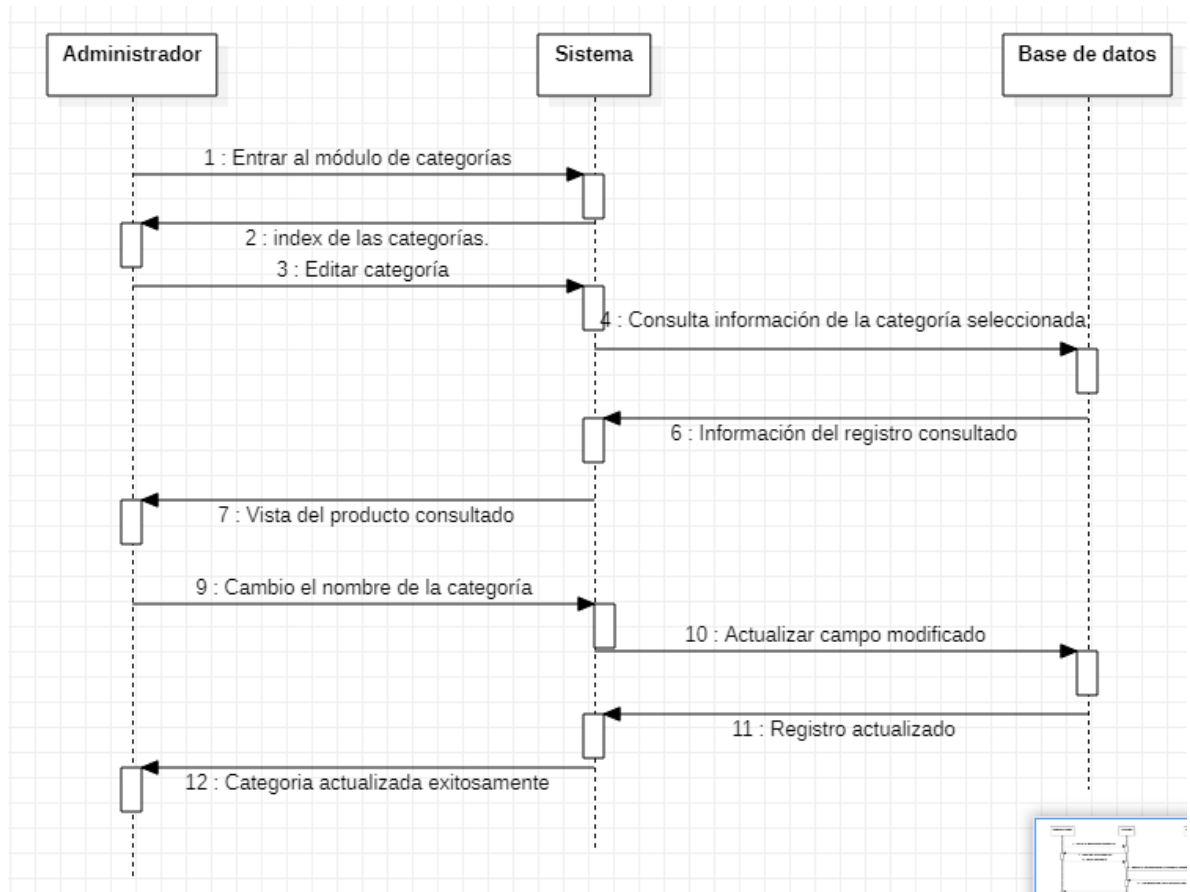 Administrador
Sistema
Base de datos
1 : Entrar al módulo de categorías
2 : index de las categorías.
3 : Editar categoría
4 : Consulta información de la categoría seleccionada
6 : Información del registro consultado
7 : Vista del producto consultado
9 : Cambio el nombre de la categoría
10 : Actualizar campo modificado
11 : Registro actualizado
12 : Categoria actualizada exitosamente